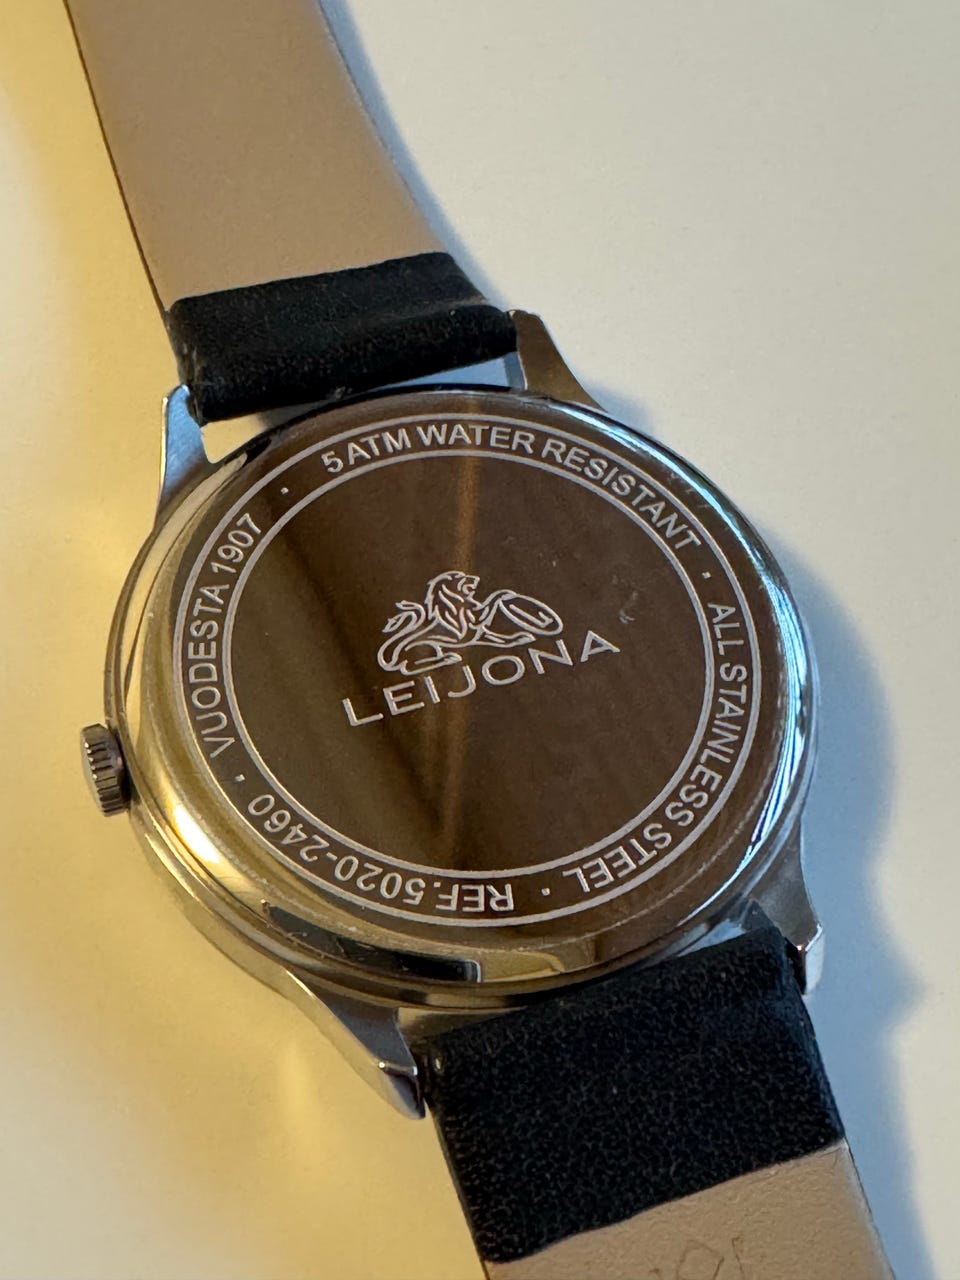 5 ATM WATER RESISTANT · ALL STAINLESS STEEL · REF.5020-2460 · VUODESTA 1907 ·
LEIJONA